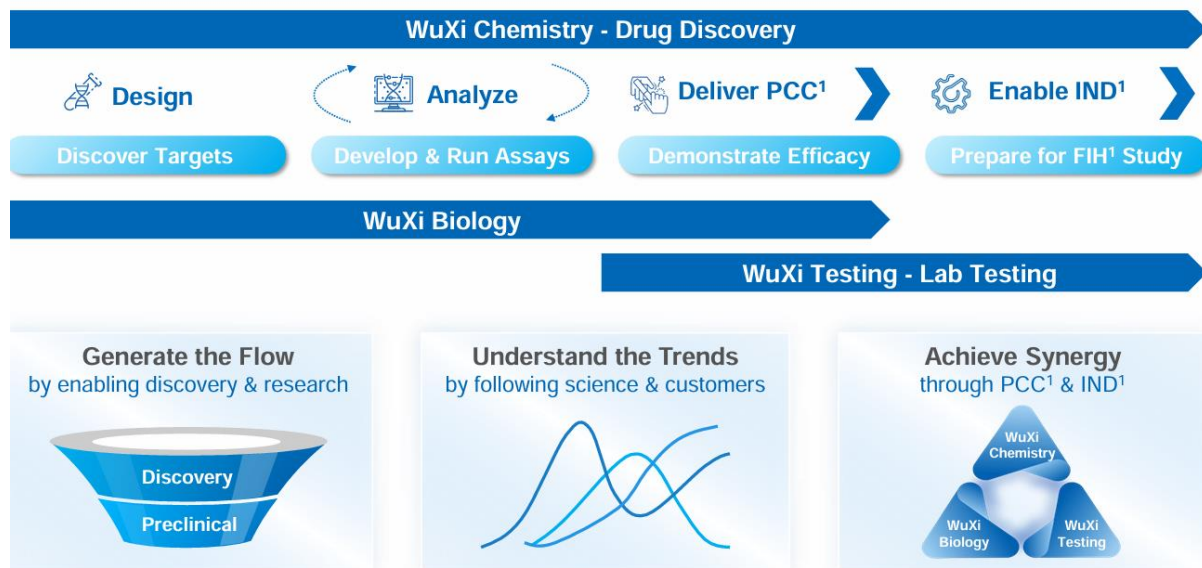 WuXi Chemistry - Drug Discovery
Design
Analyze
Deliver PCC¹
Enable IND¹
Discover Targets
Develop & Run Assays
Demonstrate Efficacy
Prepare for FIH¹ Study
WuXi Biology
WuXi Testing - Lab Testing
Generate the Flow
by enabling discovery & research
Discovery
Preclinical
Understand the Trends
by following science & customers
Achieve Synergy
through PCC¹ & IND¹
WuXi
Chemistry
WuXi
Biology
WuXi
Testing